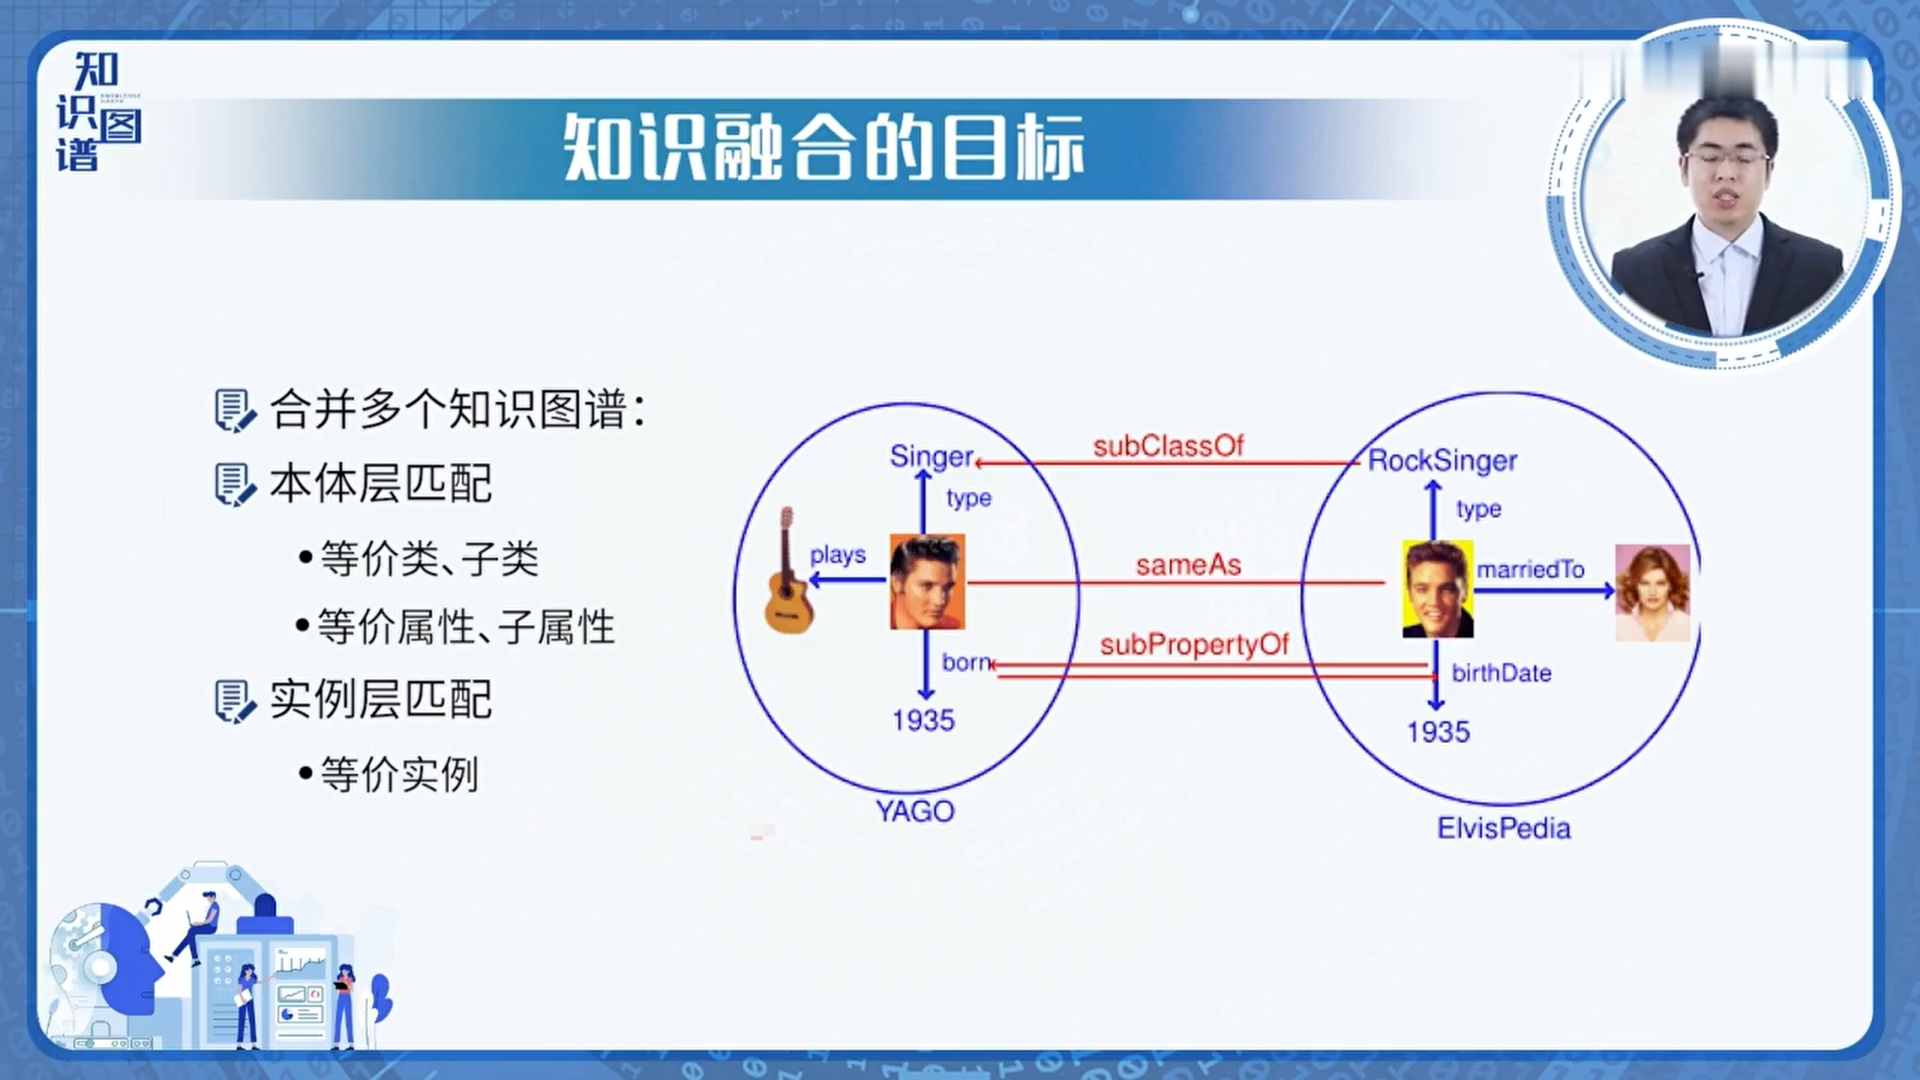 知识图谱
知识融合的目标
合并多个知识图谱：
本体层匹配
•等价类、子类
•等价属性、子属性
实例层匹配
•等价实例
Singer
type
plays
born
1935
YAGO
subClassOf
sameAs
subPropertyOf
RockSinger
type
marriedTo
birthDate
1935
ElvisPedia